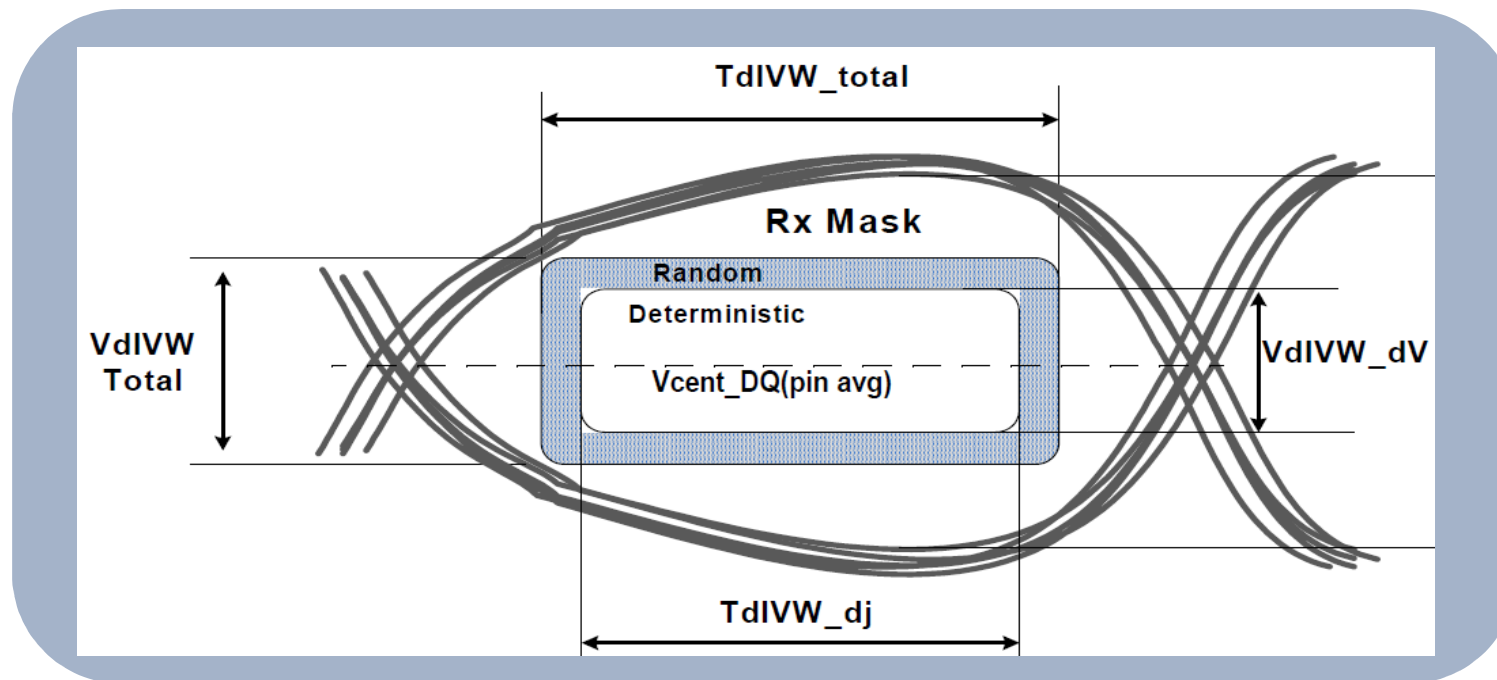 TdIVW_total
Rx Mask
Random
Deterministic
VdIVW
Total
VdIVW_dV
Vcent_DQ(pin avg)
TdIVW_dj